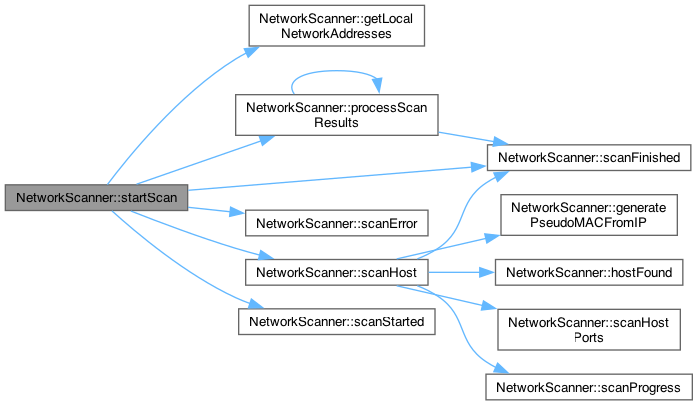 NetworkScanner::getLocal
NetworkAddresses
NetworkScanner::processScan
Results
NetworkScanner::scanFinished
NetworkScanner::startScan
NetworkScanner::scanError
NetworkScanner::generate
PseudoMACFromIP
NetworkScanner::scanHost
NetworkScanner::hostFound
NetworkScanner::scanStarted
NetworkScanner::scanHost
Ports
NetworkScanner::scanProgress